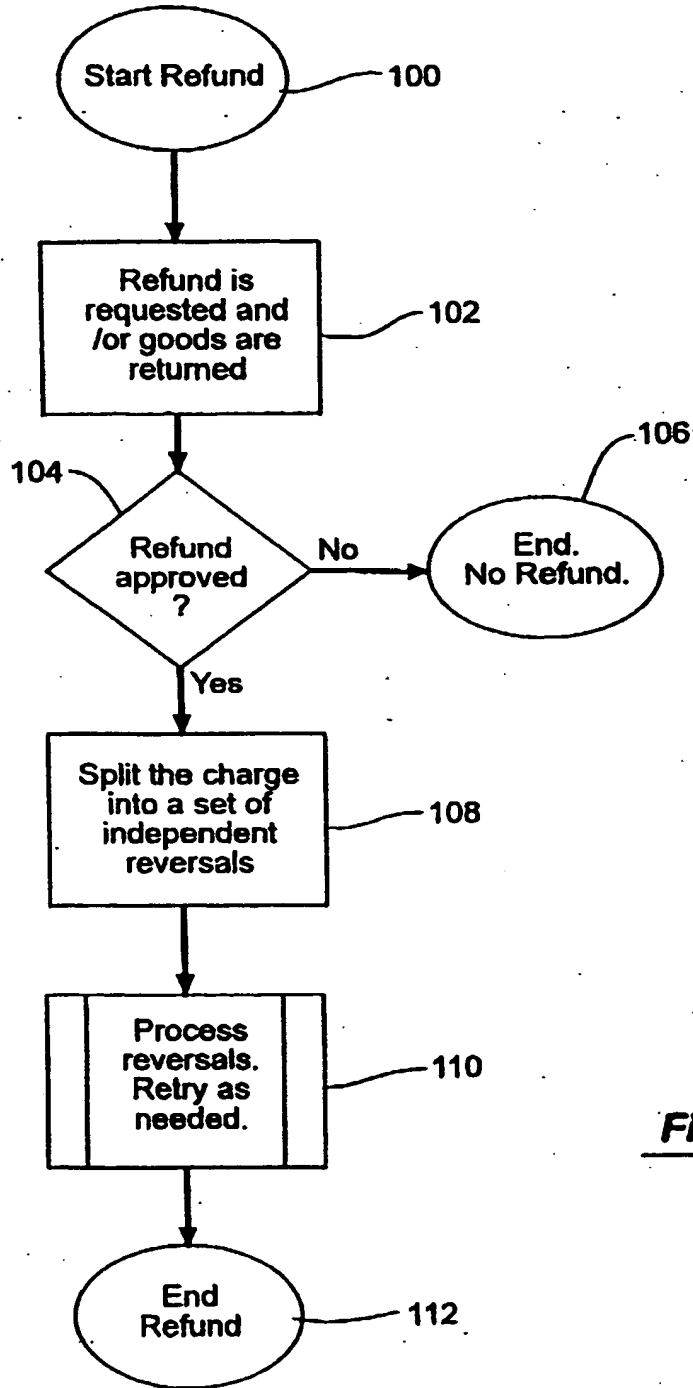 Start Refund
100
Refund is
requested and
/or goods are
returned
102
104
Refund
approved
?
No
106
End.
No Refund.
Yes
Split the charge
into a set of
independent
reversals
108
Process
reversals.
Retry as
needed.
110
End
Refund
112